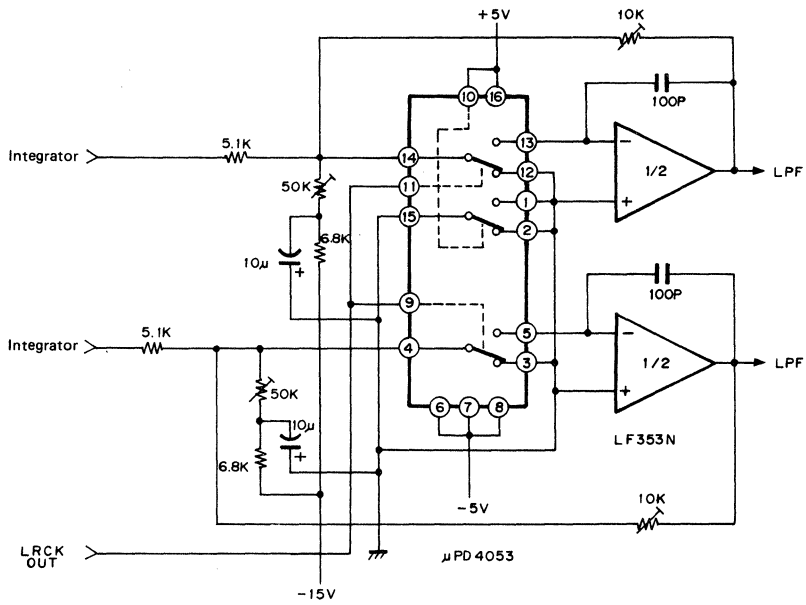 +5V
10K
10
16
100P
5.1K
Integrator
14
13
12
1/2
LPF
50K
11
1
15
2
6.8K
10μ
+
−
+
9
100P
5.1K
Integrator
4
5
3
1/2
LPF
50K
10μ
+
−
+
6
7
8
6.8K
LF353N
−5V
10K
LRCK
OUT
μPD4053
−15V